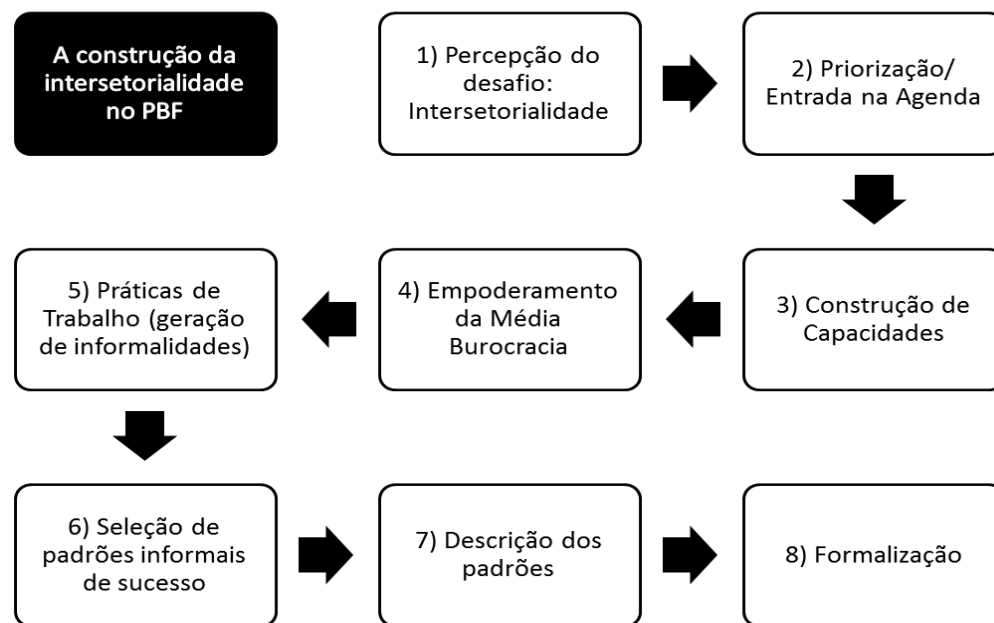 A construção da
intersetorialidade
no PBF
1) Percepção do
desafio:
Intersetorialidade
2) Priorização/
Entrada na Agenda
3) Construção de
Capacidades
4) Empoderamento
da Média
Burocracia
5) Práticas de
Trabalho (geração
de informalidades)
6) Seleção de
padrões informais
de sucesso
7) Descrição dos
padrões
8) Formalização